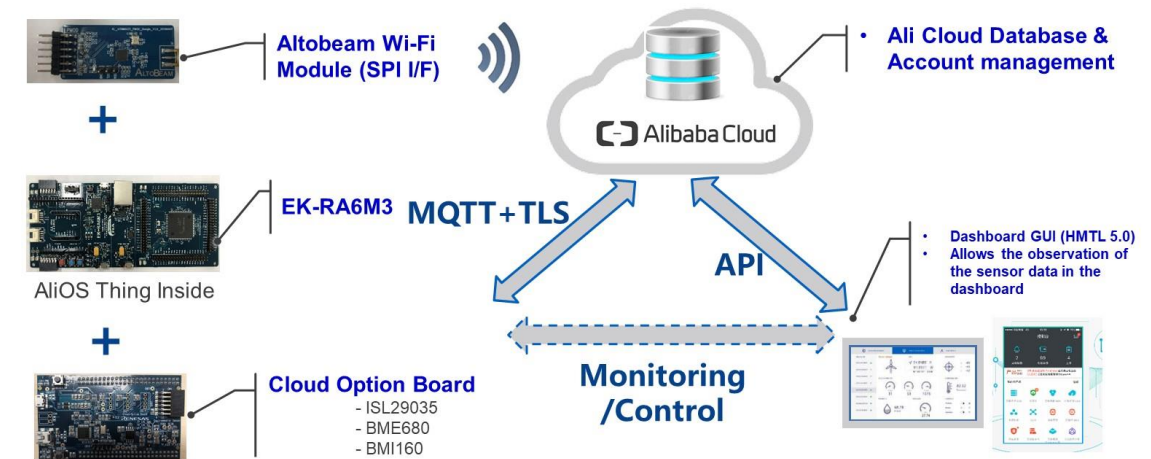 Altobeam Wi-Fi
Module (SPI I/F)
ALTOBEAM
Alibaba Cloud
• Ali Cloud Database &
Account management
EK-RA6M3
AliOS Thing Inside
MQTT+TLS
API
• Dashboard GUI (HMTL 5.0)
• Allows the observation of
the sensor data in the
dashboard
Monitoring
/Control
Cloud Option Board
- ISL29035
- BME680
- BMI160
RENESAS